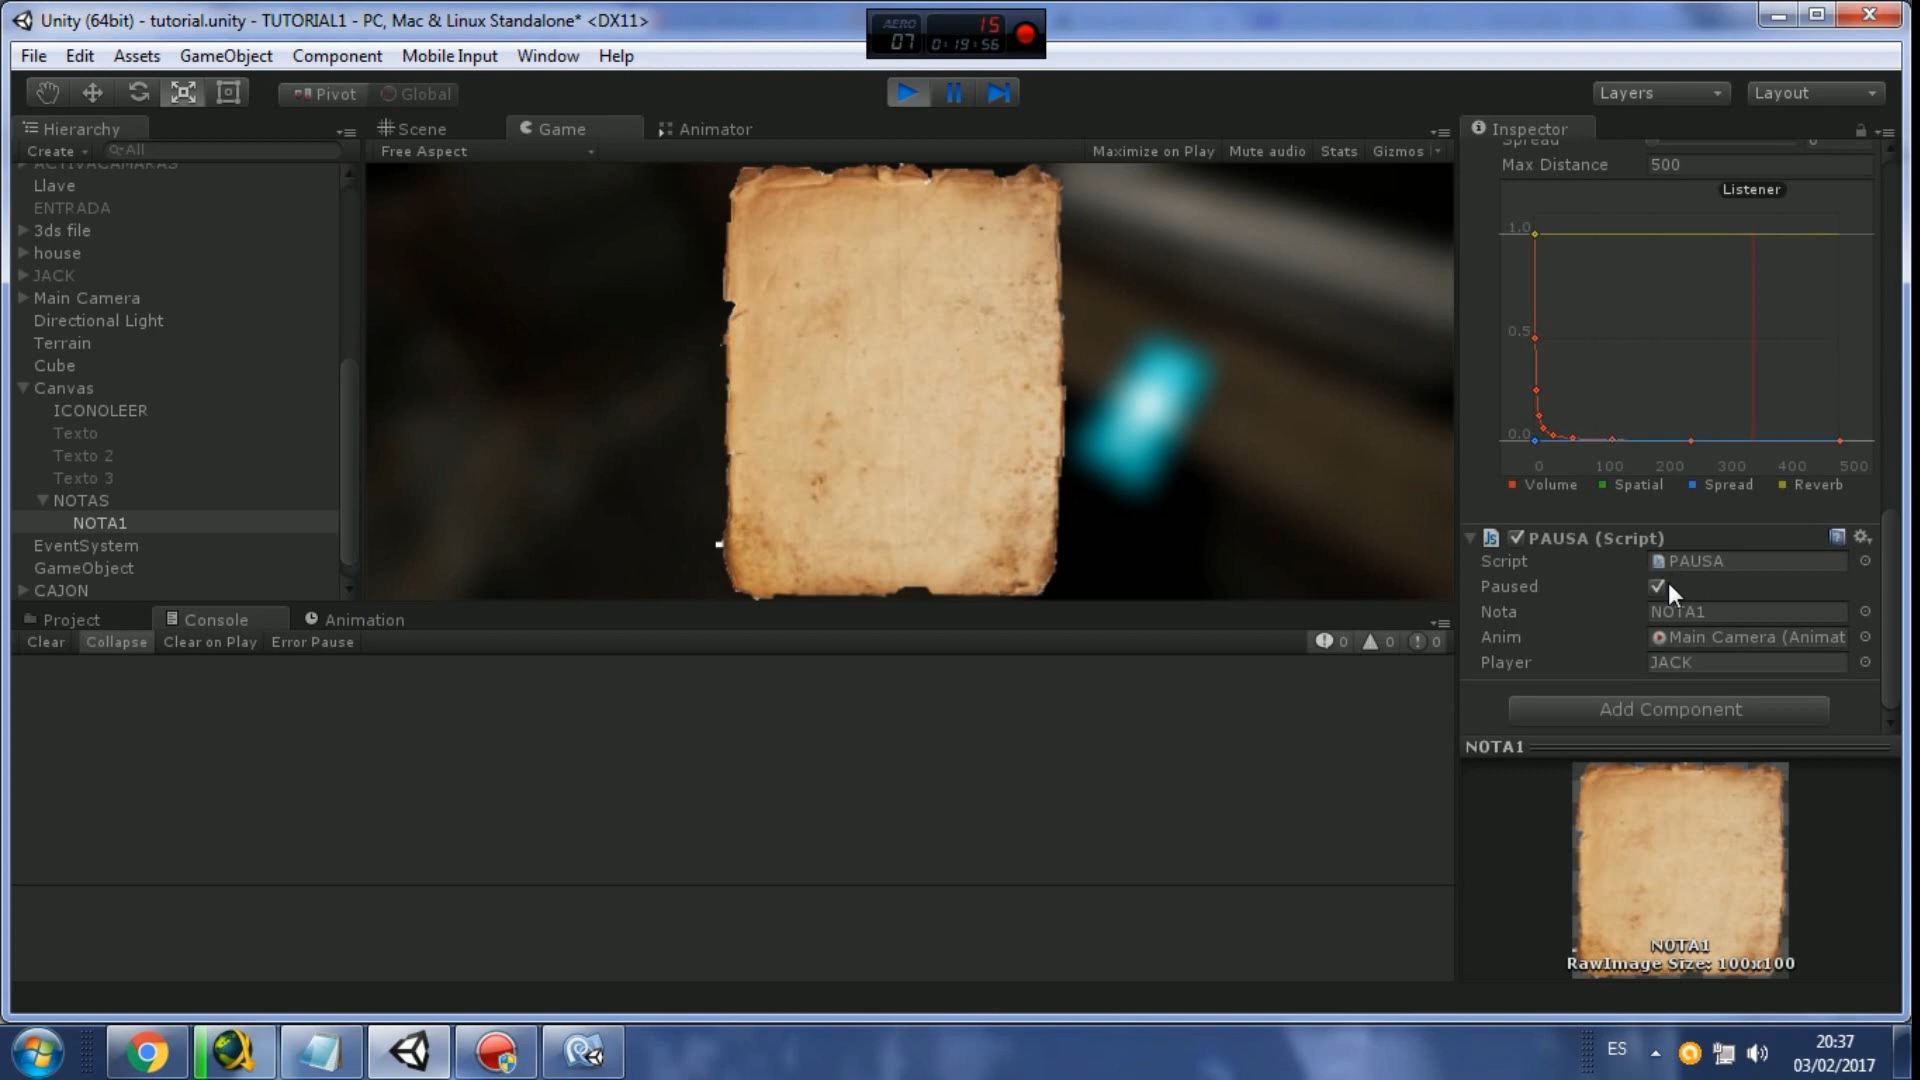 Unity (64bit) - tutorial.unity - TUTORIAL1 - PC, Mac & Linux Standalone* <DX11>
AERO 07 15 0:19:56
File Edit Assets GameObject Component Mobile Input Window Help
Pivot Global Layers Layout
Hierarchy Scene Game Animator Inspector
Create All Free Aspect Maximize on Play Mute audio Stats Gizmos
Spread 0
ACTIVACAMARAS
Max Distance 500
Llave
Listener
ENTRADA
3ds file
1.0
house
JACK
Main Camera
Directional Light
0.5
Terrain
Cube
Canvas
ICONOLEER
Texto
0.0
Texto 2
0 100 200 300 400 500
Texto 3
Volume Spatial Spread Reverb
NOTAS
NOTA1
PAUSA (Script)
EventSystem
Script PAUSA
GameObject
Paused
CAJON
Nota NOTA1
Project Console Animation
Anim Main Camera (Animat
Clear Collapse Clear on Play Error Pause 0 0 0
Player JACK
Add Component
NOTA1
NOTA1
RawImage Size: 100x100
ES
20:37
03/02/2017